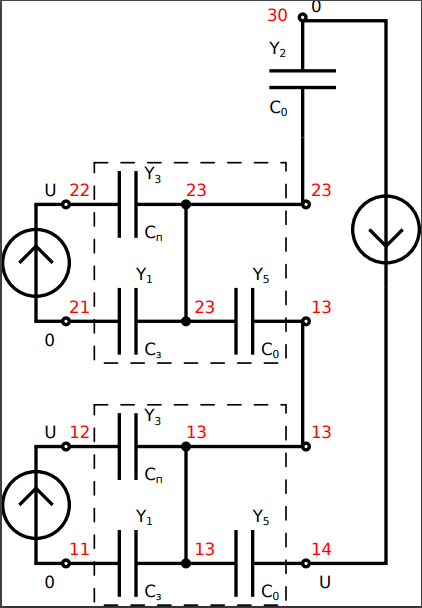 30 0
Y2
C0
Y3
U 22 23 23
Cп
Y1 Y5
21 23 13
0 Cз C0
Y3
U 12 13 13
Cп
Y1 Y5
11 13 14
0 Cз C0 U